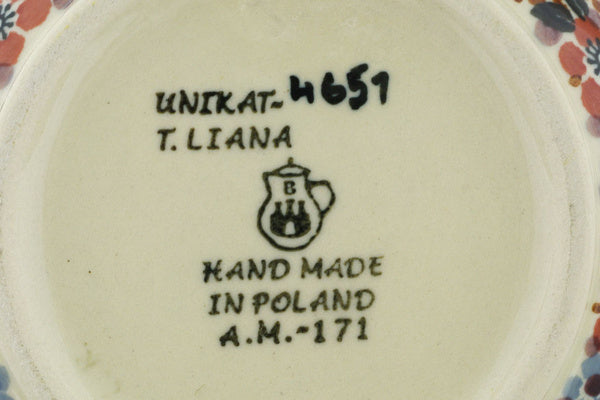 UNIKAT-4651
T. LIANA
B
HAND MADE
IN POLAND
A.M.-171